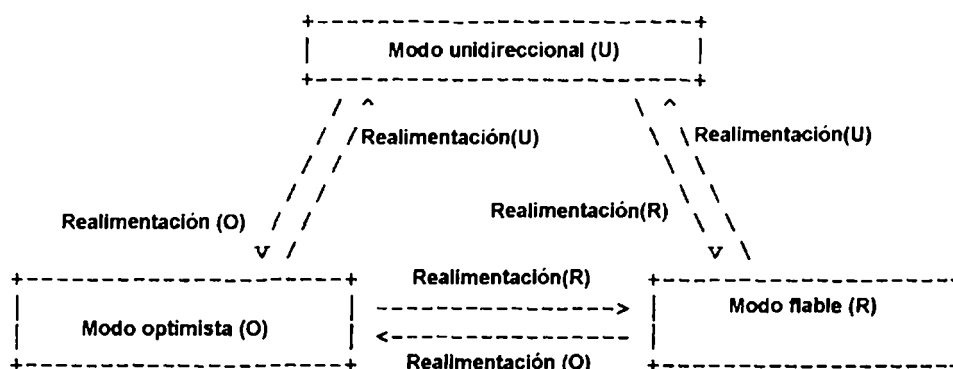 Modo unidireccional (U)
Realimentación(U)
Realimentación(U)
Realimentación (O)
Realimentación(R)
Realimentación(R)
Modo optimista (O)
Modo fiable (R)
Realimentación (O)